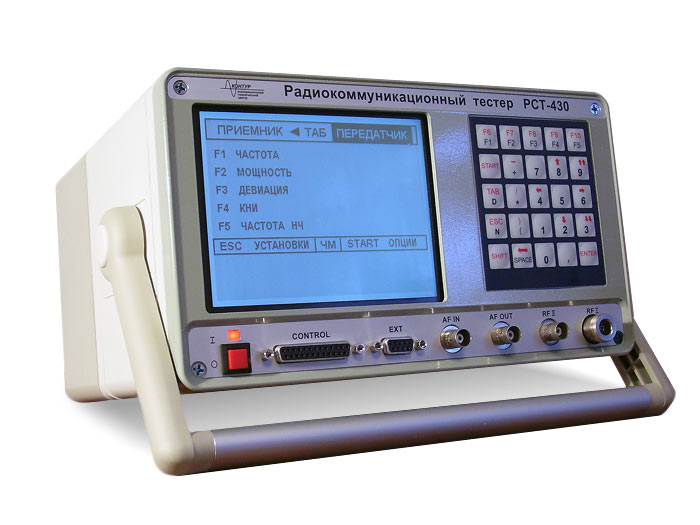 КОНТУР
Радиокоммуникационный тестер РСТ-430
ПРИЕМНИК ◄ ТАБ ПЕРЕДАТЧИК
F1 ЧАСТОТА
F2 МОЩНОСТЬ
F3 ДЕВИАЦИЯ
F4 КНИ
F5 ЧАСТОТА НЧ
ESC УСТАНОВКИ ЧМ START ОПЦИИ
F6 F7 F8 F9 F10
F1 F2 F3 F4 F5
START - ⬆ ⬆⬆
+ 7 8 9
TAB * ⬅ ➡
D / 4 5 6
ESC [ ] ⬇ ⬇⬇
N ( ) 1 2 3
SHIFT ⬅ ENTER
SPACE 0 ,
I
O
CONTROL
EXT
AF IN
AF OUT
RF II
RF I